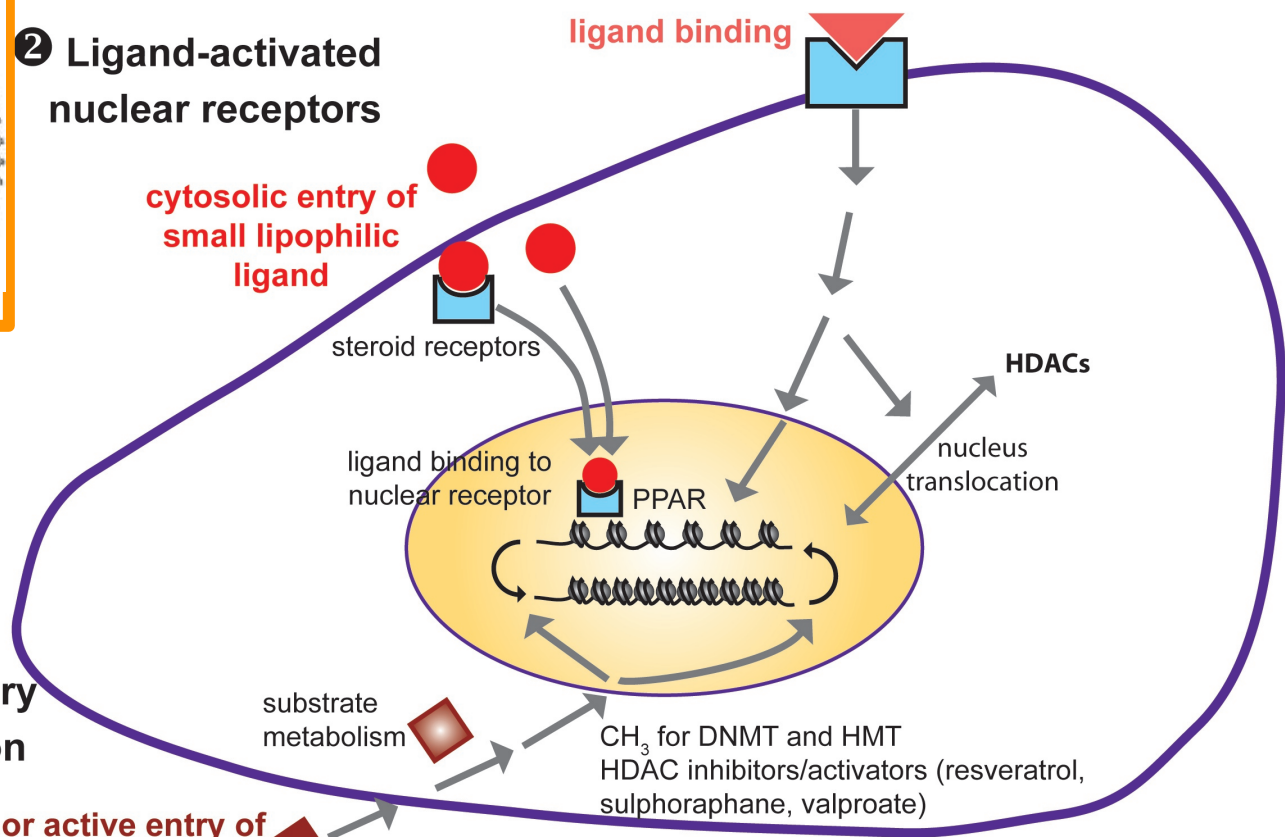 ❷ Ligand-activated
nuclear receptors
ligand binding
cytosolic entry of
small lipophilic
ligand
steroid receptors
HDACs
nucleus
translocation
ligand binding to
nuclear receptor
PPAR
ry
on
substrate
metabolism
CH₃ for DNMT and HMT
HDAC inhibitors/activators (resveratrol,
sulphoraphane, valproate)
or active entry of